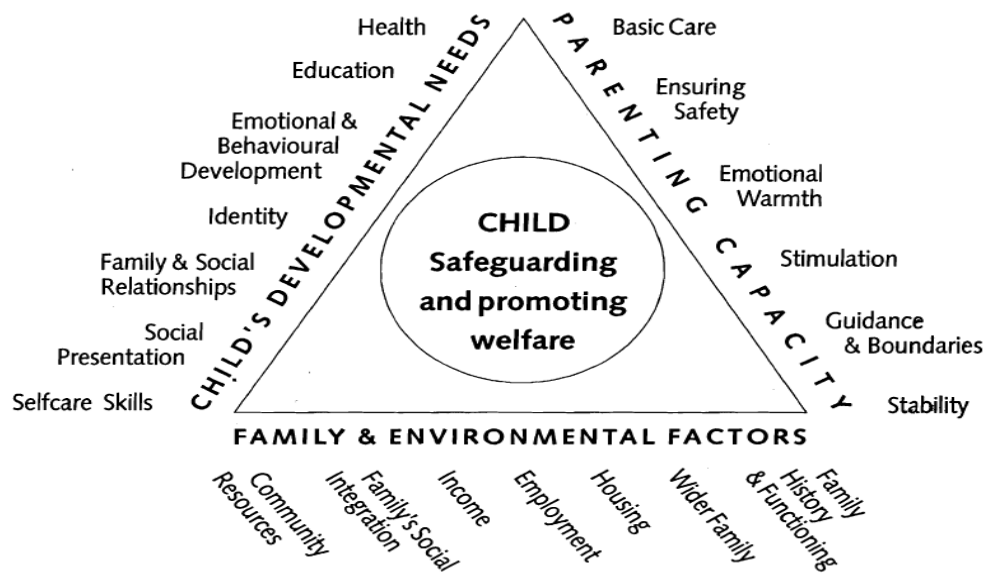 Health
Education
Emotional &
Behavioural
Development
Identity
Family & Social
Relationships
Social
Presentation
Selfcare Skills
CHILD'S DEVELOPMENTAL NEEDS
CHILD
Safeguarding
and promoting
welfare
PARENTING CAPACITY
Basic Care
Ensuring
Safety
Emotional
Warmth
Stimulation
Guidance
& Boundaries
Stability
FAMILY & ENVIRONMENTAL FACTORS
Community
Resources
Family's Social
Integration
Income
Employment
Housing
Wider Family
Family
History
& Functioning